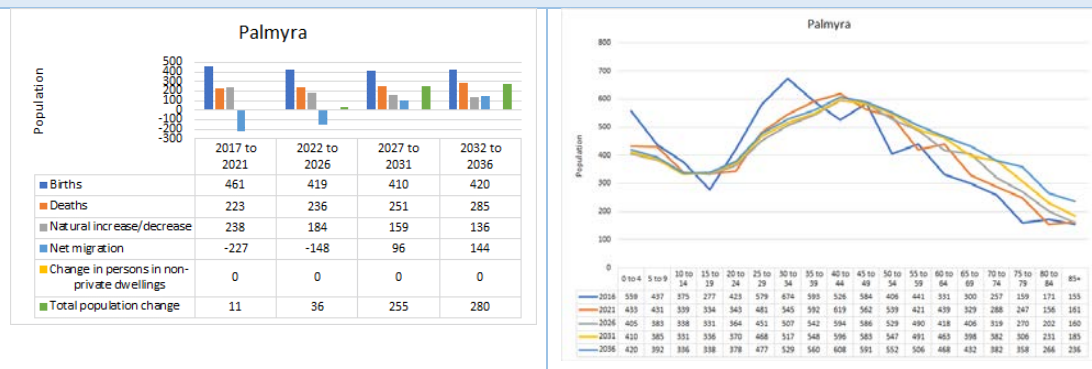 Palmyra
Population
500
400
300
200
100
0
-100
-200
-300
2017 to 2021 2022 to 2026 2027 to 2031 2032 to 2036
Births 461 419 410 420
Deaths 223 236 251 285
Natural increase/decrease 238 184 159 136
Net migration -227 -148 96 144
Change in persons in non-private dwellings 0 0 0 0
Total population change 11 36 255 280
Palmyra
Population
800
700
600
500
400
300
200
100
0
0 to 4 5 to 9 10 to 14 15 to 19 20 to 24 25 to 29 30 to 34 35 to 39 40 to 44 45 to 49 50 to 54 55 to 59 60 to 64 65 to 69 70 to 74 75 to 79 80 to 84 85+
2016 559 437 375 277 423 579 674 593 526 584 406 441 331 300 257 159 171 155
2021 433 431 339 334 343 481 545 592 619 562 539 421 439 329 288 247 156 161
2026 405 383 338 331 364 451 507 542 594 586 529 490 418 406 319 270 202 160
2031 410 385 331 336 370 468 517 548 596 583 547 491 463 398 382 306 231 185
2036 420 392 336 338 378 477 529 560 608 591 552 506 468 432 382 358 266 236